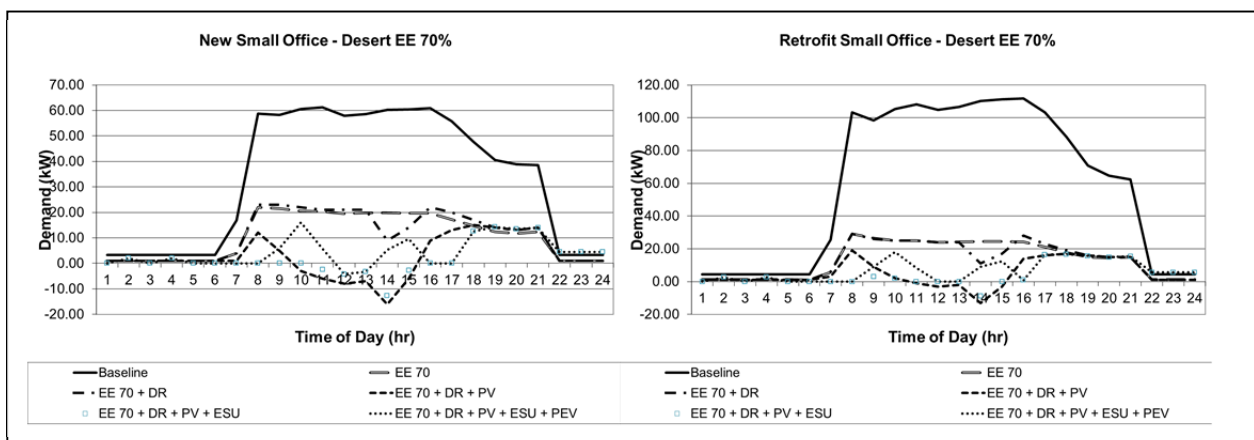 New Small Office - Desert EE 70%
70.00
60.00
50.00
40.00
30.00
20.00
10.00
0.00
-10.00
-20.00
Demand (kW)
1 2 3 4 5 6 7 8 9 10 11 12 13 14 15 16 17 18 19 20 21 22 23 24
Time of Day (hr)
Baseline
EE 70
EE 70 + DR
EE 70 + DR + PV
EE 70 + DR + PV + ESU
EE 70 + DR + PV + ESU + PEV
Retrofit Small Office - Desert EE 70%
120.00
100.00
80.00
60.00
40.00
20.00
0.00
-20.00
Demand (kW)
1 2 3 4 5 6 7 8 9 10 11 12 13 14 15 16 17 18 19 20 21 22 23 24
Time of Day (hr)
Baseline
EE 70
EE 70 + DR
EE 70 + DR + PV
EE 70 + DR + PV + ESU
EE 70 + DR + PV + ESU + PEV